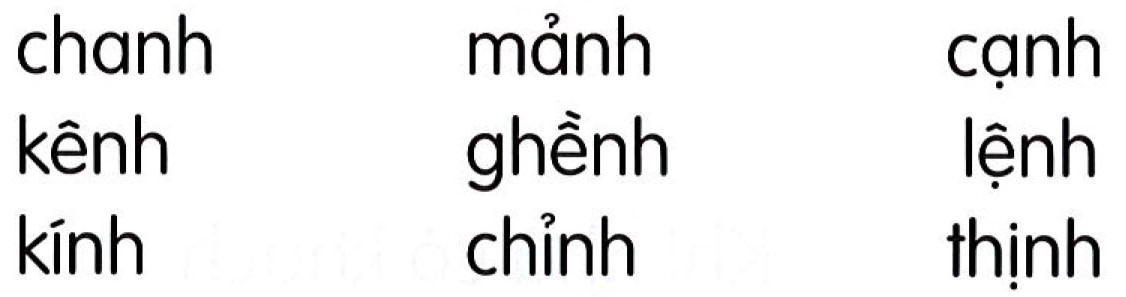 chanh mảnh cạnh
kênh ghềnh lệnh
kính chỉnh thịnh